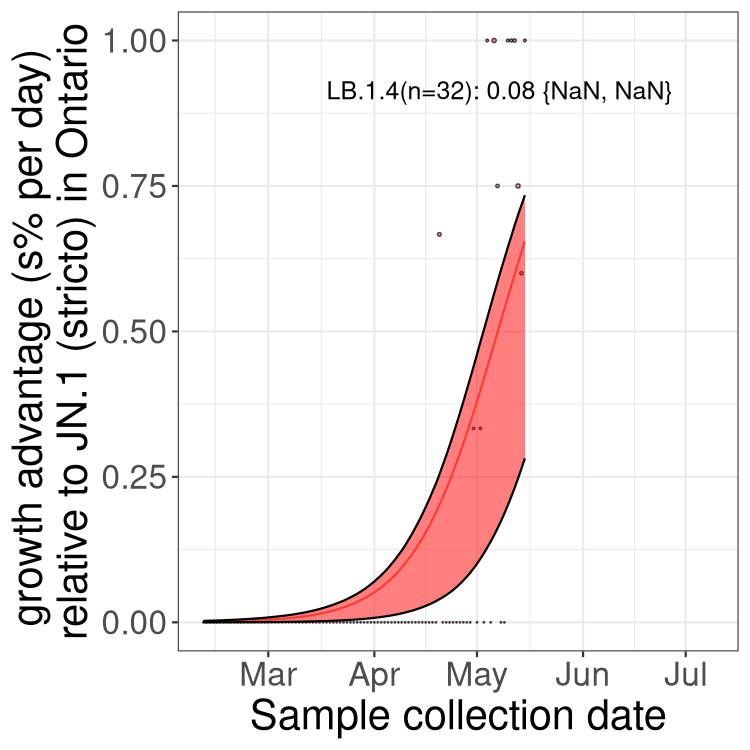 growth advantage (s% per day)
relative to JN.1 (stricto) in Ontario
1.00
0.75
0.50
0.25
0.00
LB.1.4(n=32): 0.08 {NaN, NaN}
Mar Apr May Jun Jul
Sample collection date